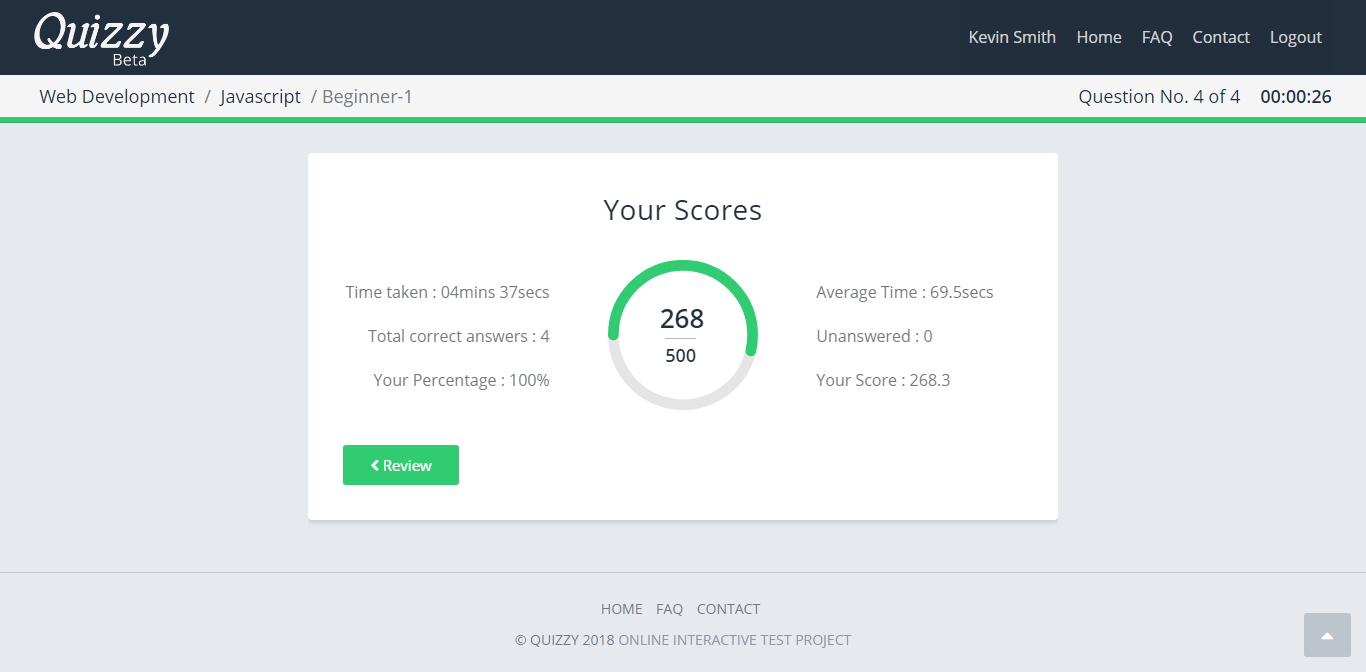 Quizzy
Beta
Kevin Smith Home FAQ Contact Logout
Web Development / Javascript / Beginner-1
Question No. 4 of 4 00:00:26
Your Scores
Time taken : 04mins 37secs
Total correct answers : 4
Your Percentage : 100%
268
500
Average Time : 69.5secs
Unanswered : 0
Your Score : 268.3
Review
HOME FAQ CONTACT
© QUIZZY 2018 ONLINE INTERACTIVE TEST PROJECT